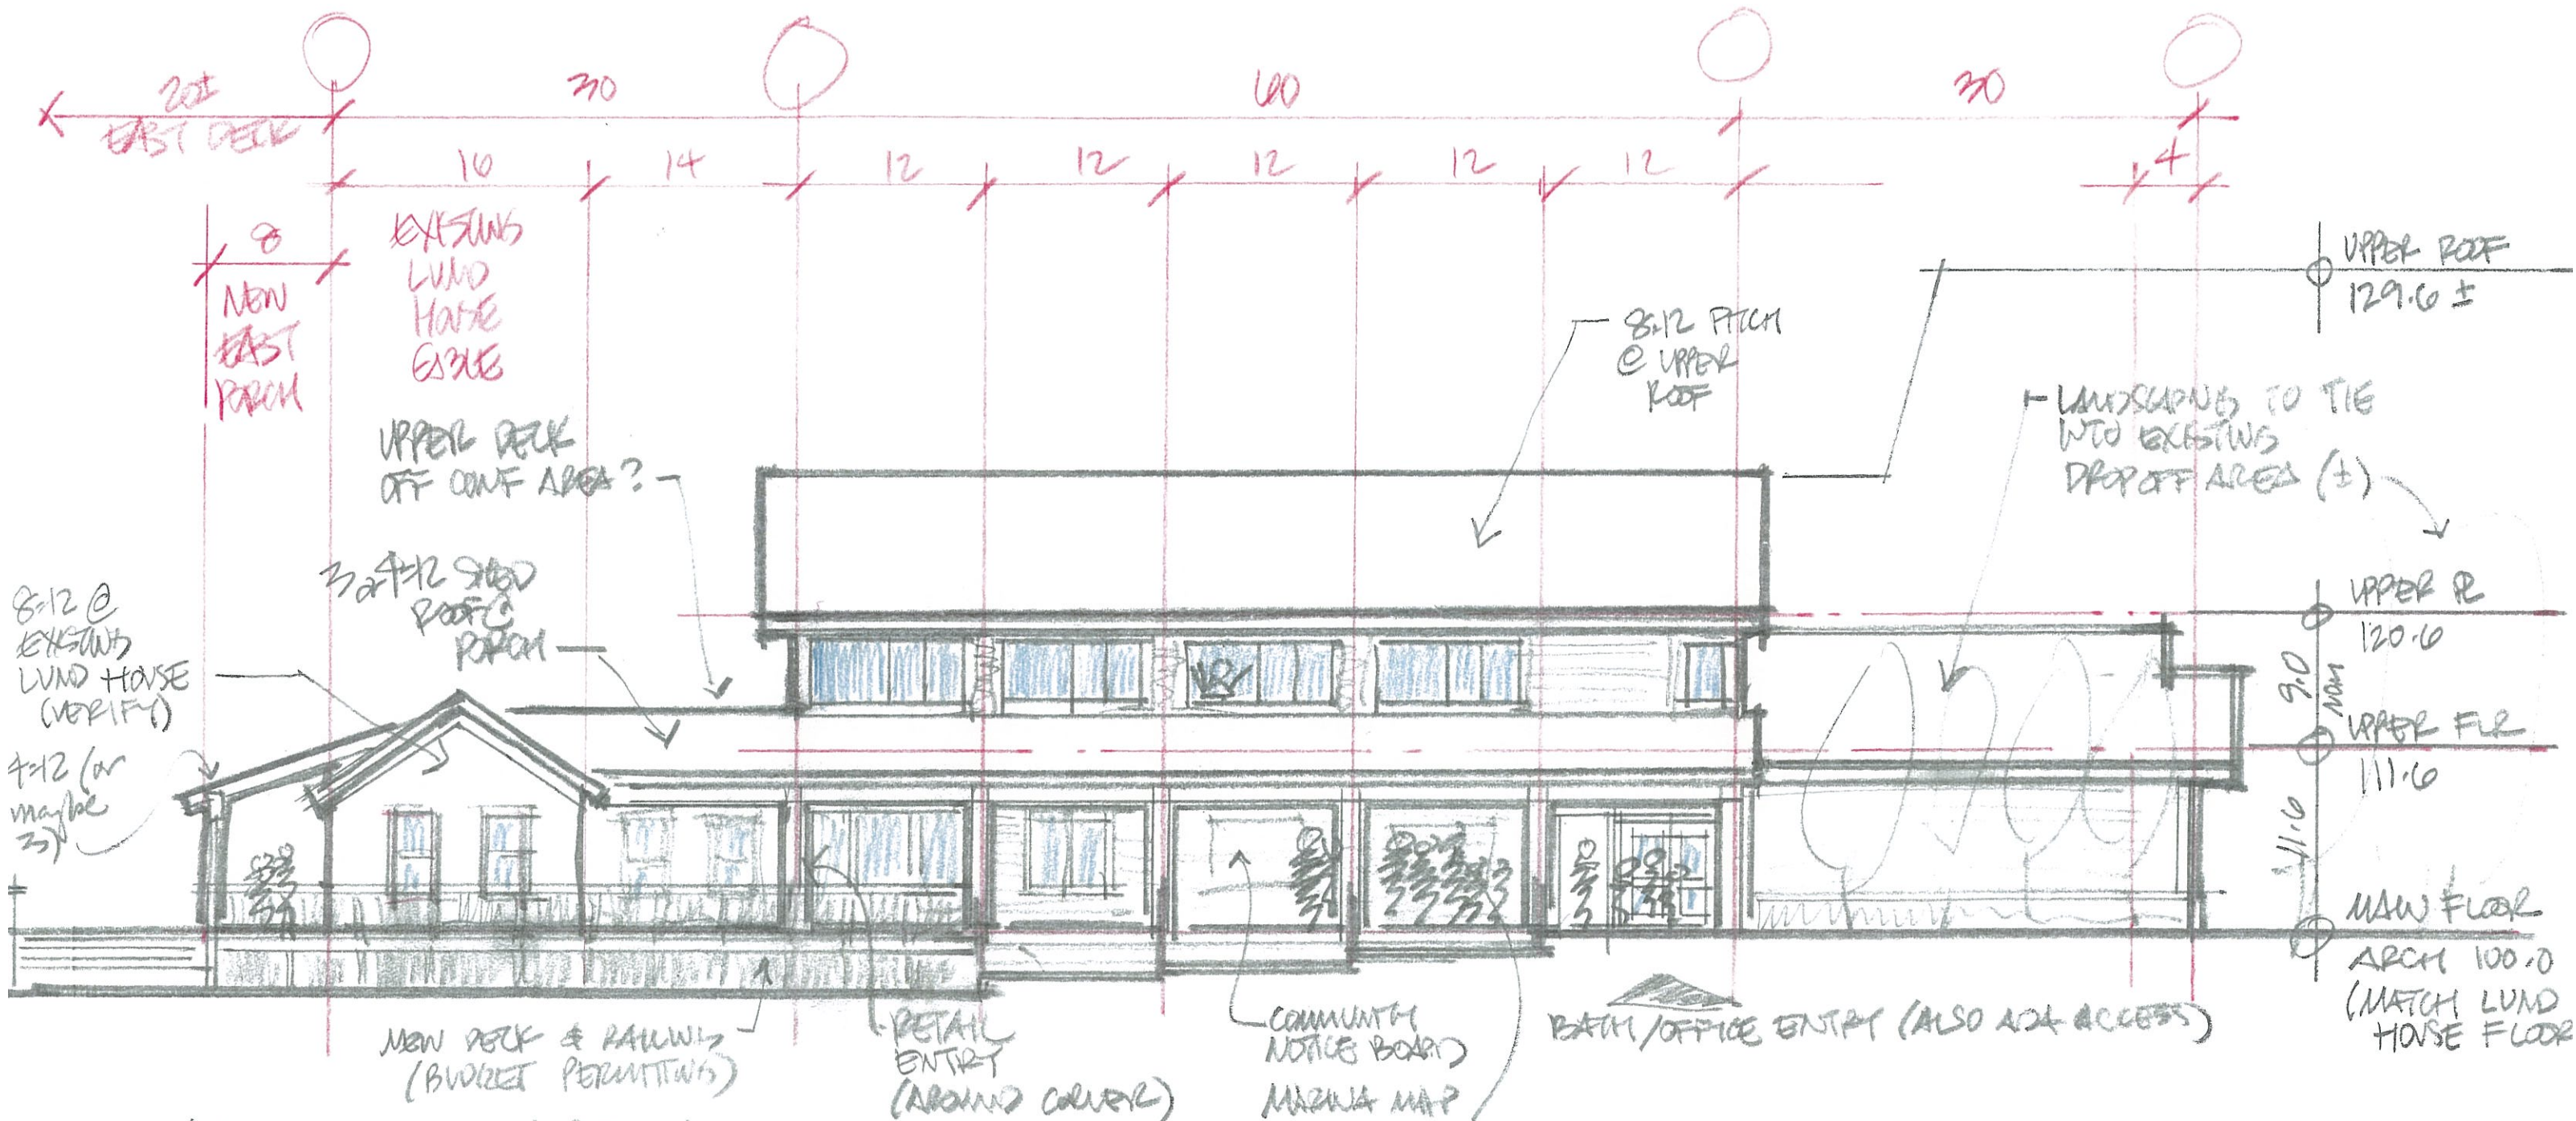 20±
EAST DECK
30
60
30
16
14
12
12
12
12
12
4
8
NEW
EAST
PORCH
EXISTING
LUND
HOUSE
GABLE
UPPER ROOF
129.6 ±
8:12 PITCH
@ UPPER
ROOF
LANDSCAPING TO TIE
INTO EXISTING
DROP OFF AREA (±)
UPPER DECK
OFF CONF AREA?
3 or 4:12 SHED
ROOF @
PORCH
8:12 @
EXISTING
LUND HOUSE
(VERIFY)
4:12 (or
maybe
3)
UPPER PL
120.6
9.0
NOM
UPPER FLR
111.6
11.6
MAIN FLOOR
ARCH 100.0
(MATCH LUND
HOUSE FLOOR
NEW DECK & RAILING
(BUDGET PERMITTING)
RETAIL
ENTRY
(AROUND CORNER)
COMMUNITY
NOTICE BOARD
MARINA MAP
BATH/OFFICE ENTRY (ALSO ADA ACCESS)